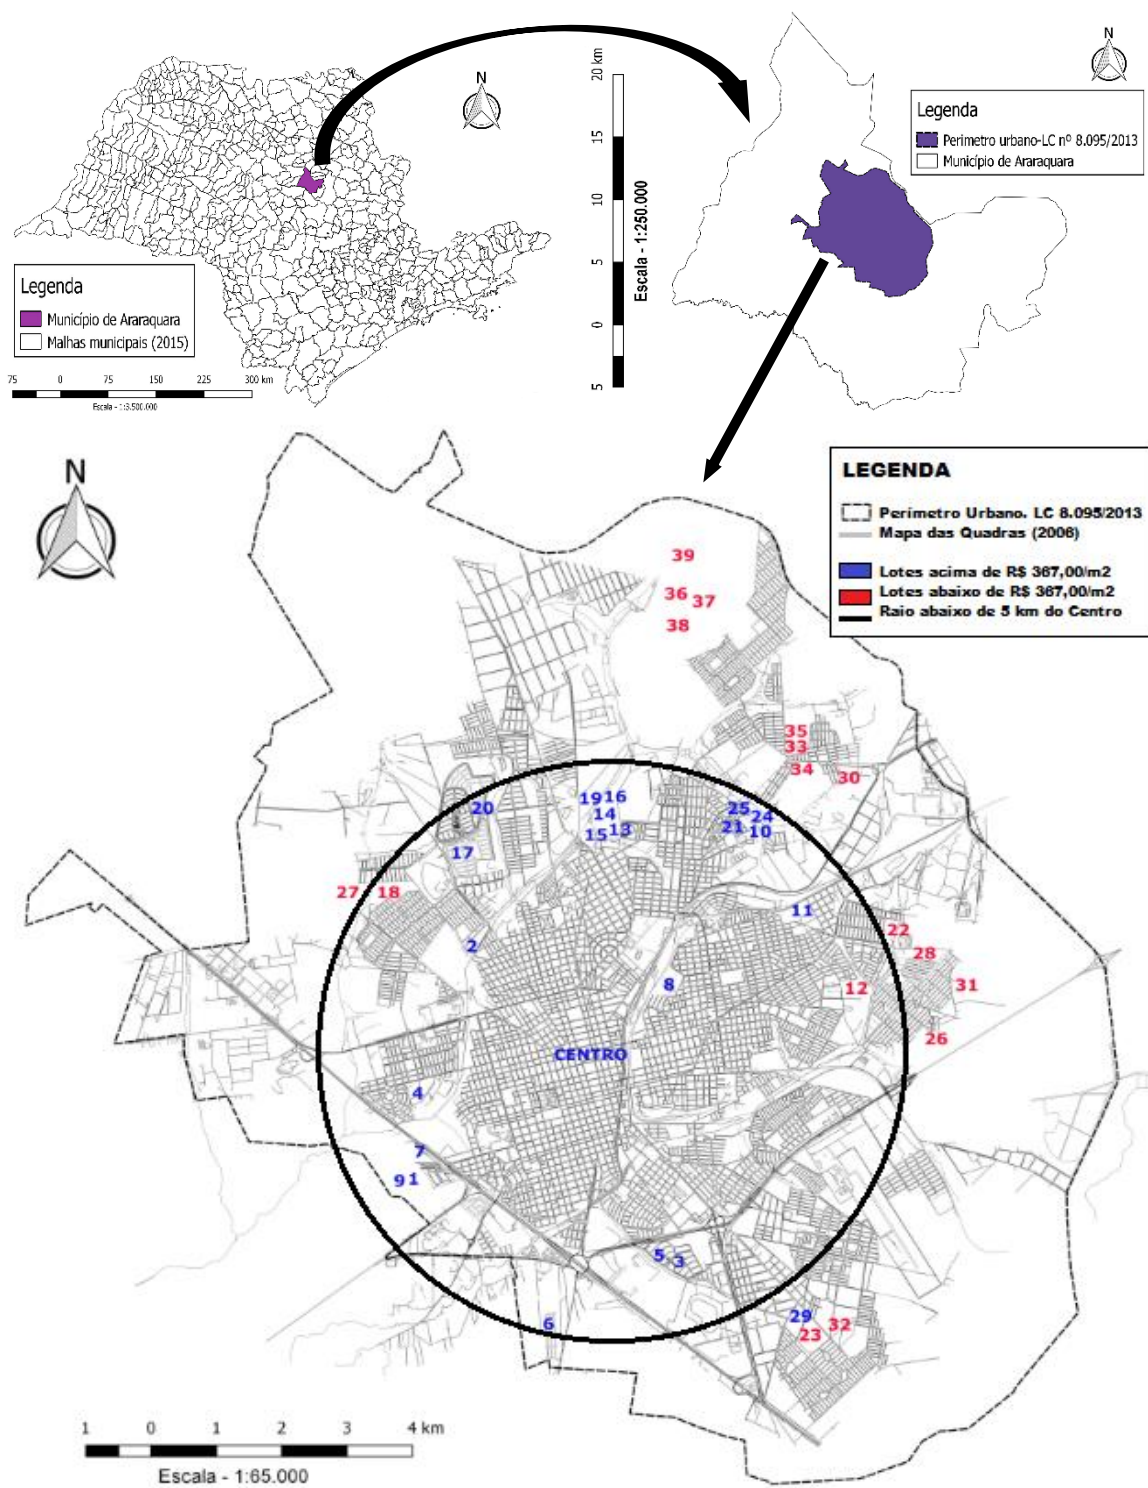 N
Legenda
Município de Araraquara
Malhas municipais (2015)
75 0 75 150 225 300 km
Escala - 1:3.500.000
20 km
15
10
5
0
5
Escala - 1:250.000
N
Legenda
Perimetro urbano-LC nº 8.095/2013
Município de Araraquara
N
LEGENDA
Perímetro Urbano. LC 8.095/2013
Mapa das Quadras (2006)
Lotes acima de R$ 367,00/m2
Lotes abaixo de R$ 367,00/m2
Raio abaixo de 5 km do Centro
39
36
37
38
35
33
34
30
20
19 16
14
15 13
25
24
21 10
17
27 18
11
2
22
28
8
12
31
26
CENTRO
4
7
9 1
5 3
6
29
32
23
1 0 1 2 3 4 km
Escala - 1:65.000